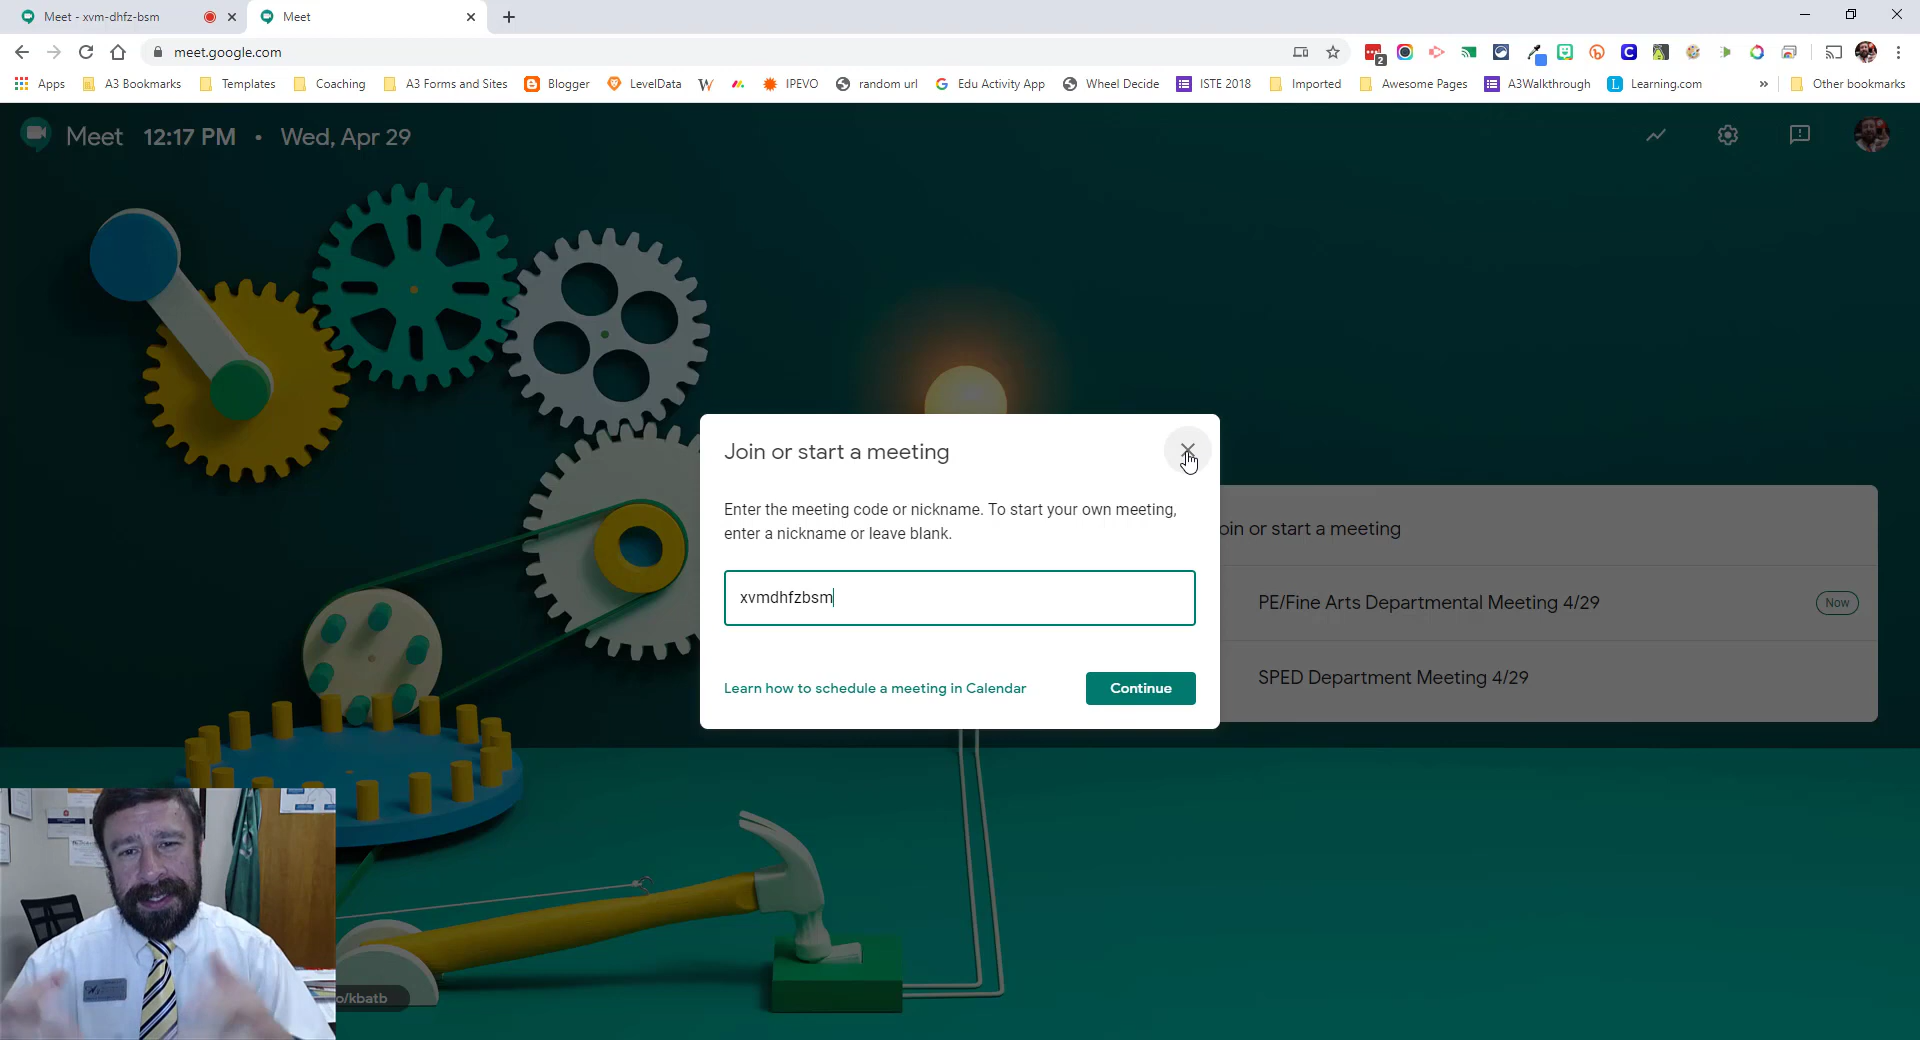 Meet - xvm-dhfz-bsm
Meet
meet.google.com
2
Apps
A3 Bookmarks
Templates
Coaching
A3 Forms and Sites
Blogger
LevelData
IPEVO
random url
Edu Activity App
Wheel Decide
ISTE 2018
Imported
Awesome Pages
A3Walkthrough
Learning.com
»
Other bookmarks
Meet 12:17 PM • Wed, Apr 29
Join or start a meeting
Enter the meeting code or nickname. To start your own meeting,
enter a nickname or leave blank.
xvmdhfzbsm
Learn how to schedule a meeting in Calendar
Continue
oin or start a meeting
PE/Fine Arts Departmental Meeting 4/29
Now
SPED Department Meeting 4/29
o/kbatb